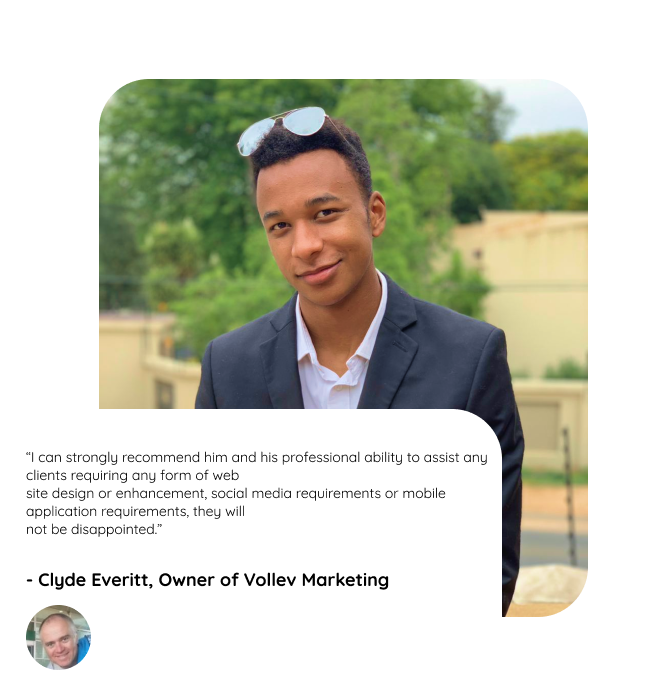 “I can strongly recommend him and his professional ability to assist any
clients requiring any form of web
site design or enhancement, social media requirements or mobile
application requirements, they will
not be disappointed.”
- Clyde Everitt, Owner of Vollev Marketing